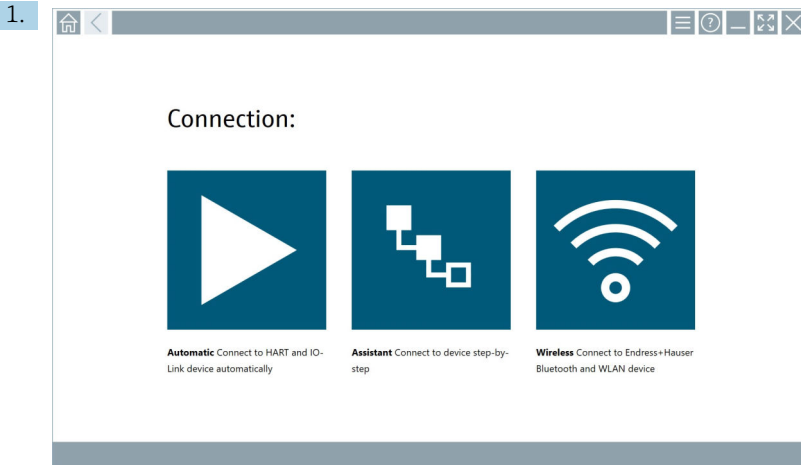 1.
Connection:
Automatic Connect to HART and IO-
Link device automatically
Assistant Connect to device step-by-
step
Wireless Connect to Endress+Hauser
Bluetooth and WLAN device